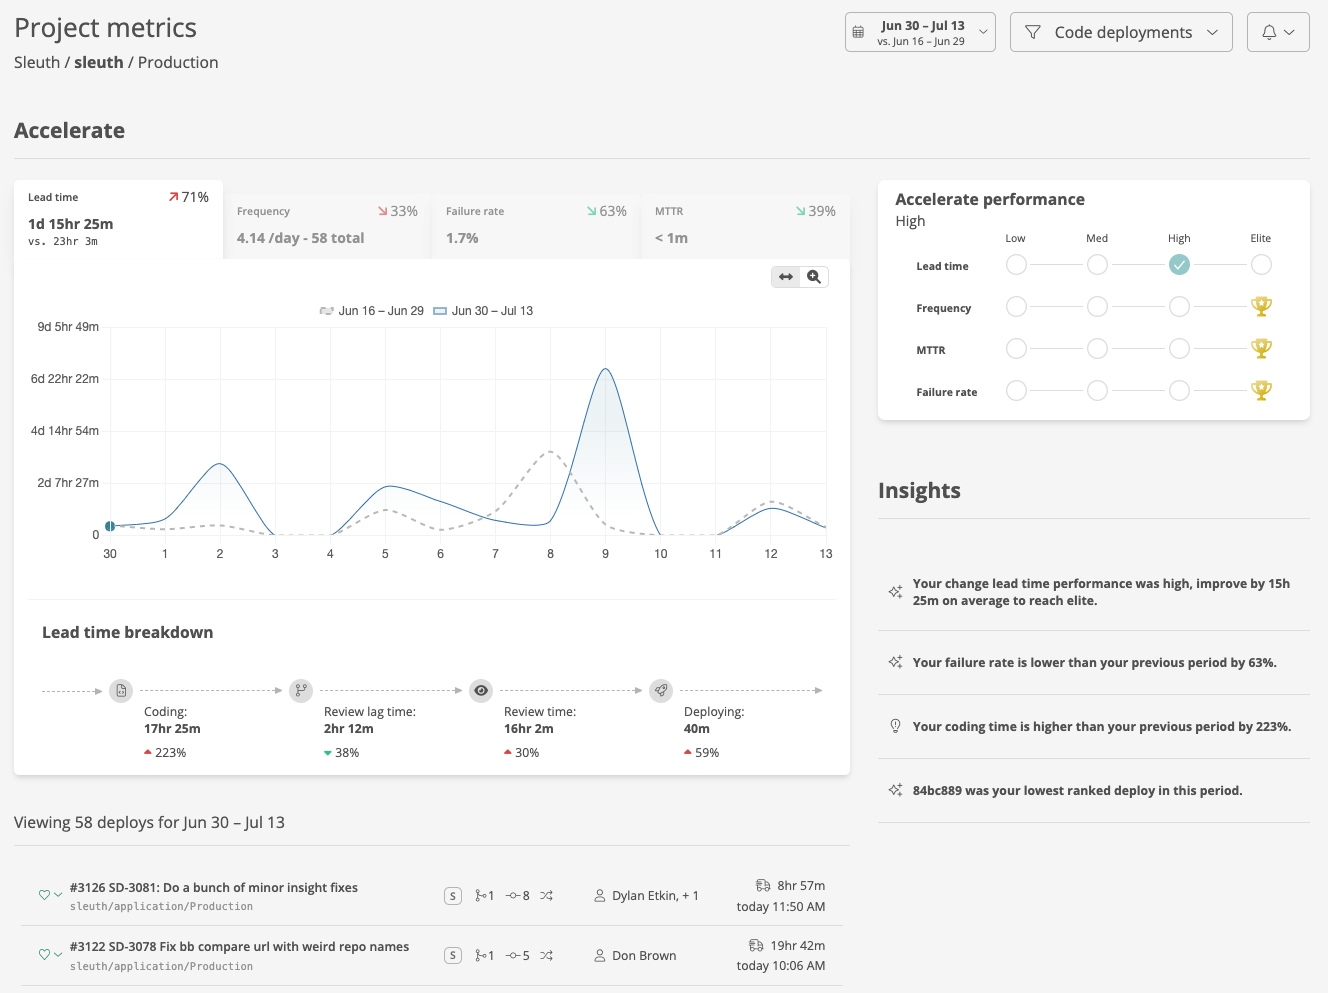 Project metrics
Sleuth / sleuth / Production
Jun 30 – Jul 13
vs. Jun 16 – Jun 29
Code deployments
Accelerate
Lead time
71%
1d 15hr 25m
vs. 23hr 3m
Frequency
33%
4.14 /day - 58 total
Failure rate
63%
1.7%
MTTR
39%
< 1m
Jun 16 – Jun 29
Jun 30 – Jul 13
9d 5hr 49m
6d 22hr 22m
4d 14hr 54m
2d 7hr 27m
0
30 1 2 3 4 5 6 7 8 9 10 11 12 13
Lead time breakdown
Coding:
17hr 25m
223%
Review lag time:
2hr 12m
38%
Review time:
16hr 2m
30%
Deploying:
40m
59%
Accelerate performance
High
Low Med High Elite
Lead time
Frequency
MTTR
Failure rate
Insights
Your change lead time performance was high, improve by 15h
25m on average to reach elite.
Your failure rate is lower than your previous period by 63%.
Your coding time is higher than your previous period by 223%.
84bc889 was your lowest ranked deploy in this period.
Viewing 58 deploys for Jun 30 – Jul 13
#3126 SD-3081: Do a bunch of minor insight fixes
sleuth/application/Production
S 1 8
Dylan Etkin, + 1
8hr 57m
today 11:50 AM
#3122 SD-3078 Fix bb compare url with weird repo names
sleuth/application/Production
S 1 5
Don Brown
19hr 42m
today 10:06 AM